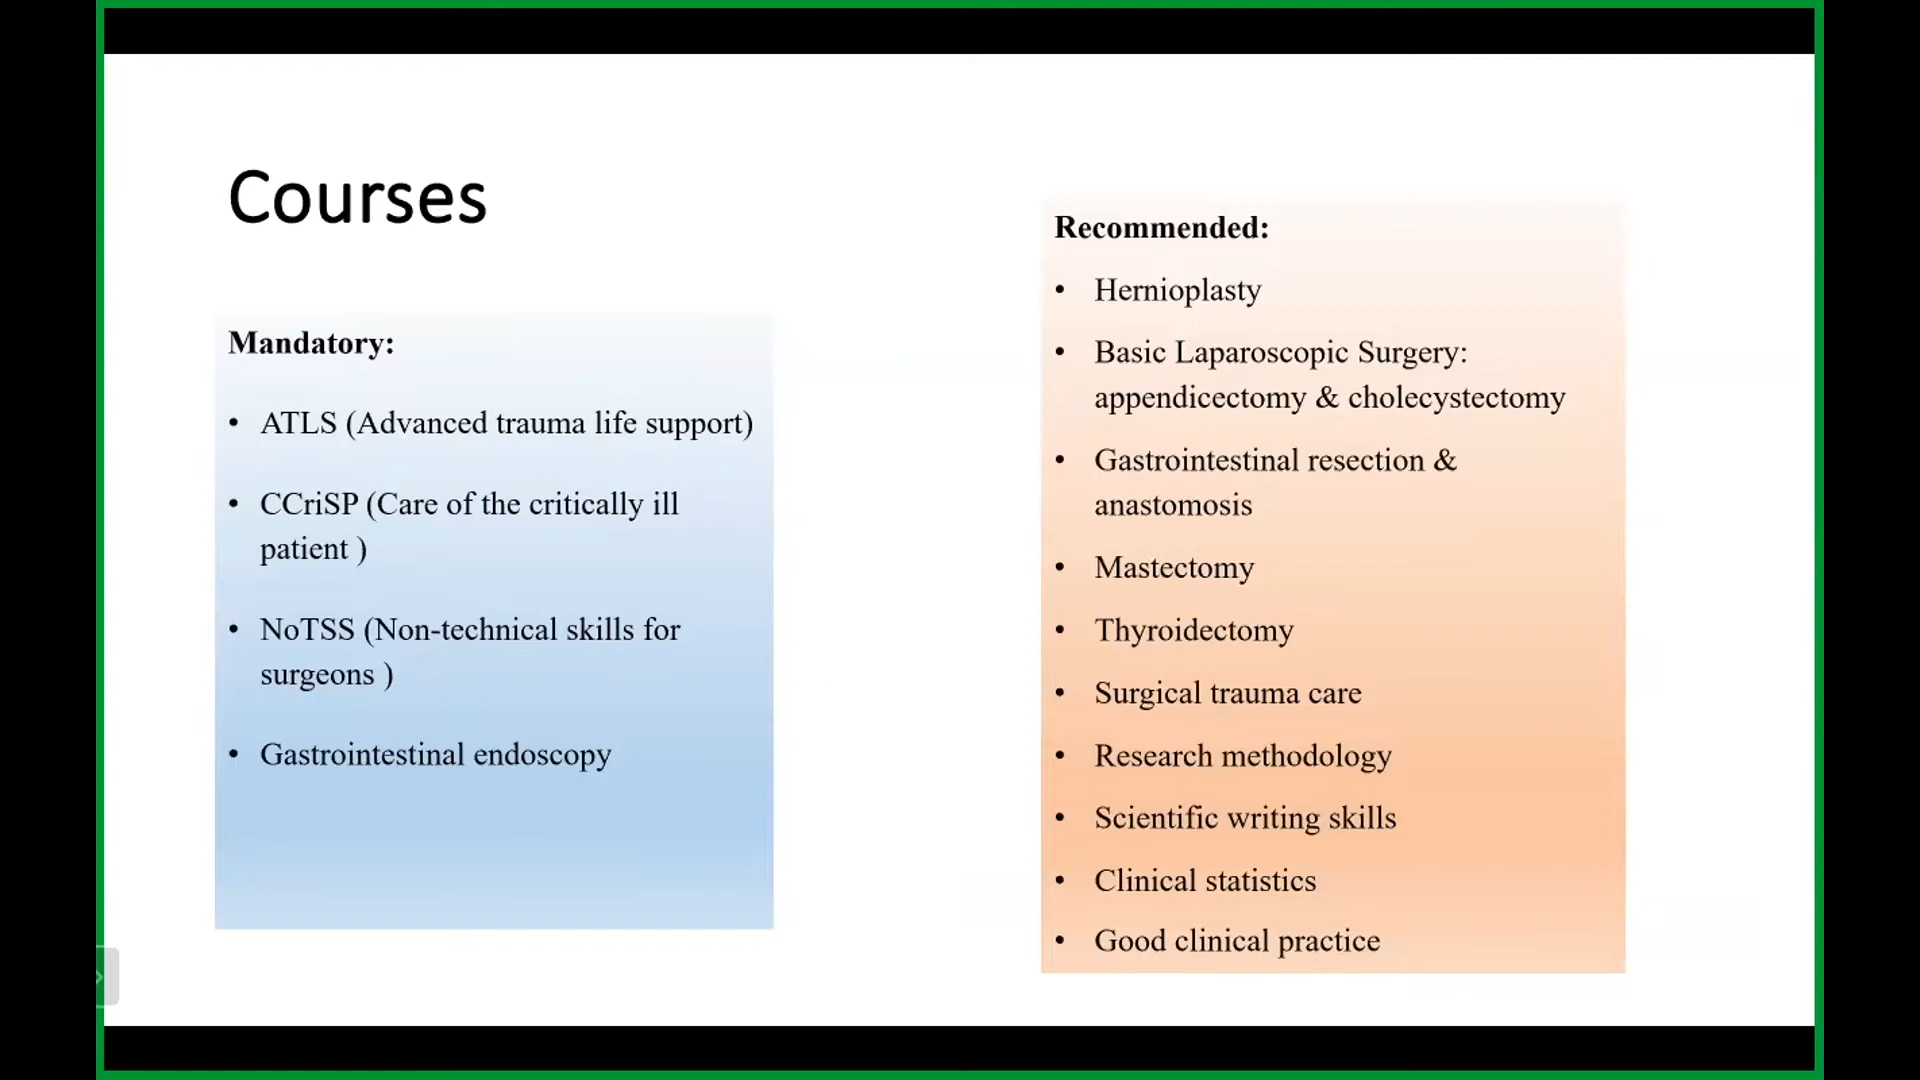 Courses
Mandatory:
• ATLS (Advanced trauma life support)
• CCriSP (Care of the critically ill
patient )
• NoTSS (Non-technical skills for
surgeons )
• Gastrointestinal endoscopy
Recommended:
• Hernioplasty
• Basic Laparoscopic Surgery:
appendicectomy & cholecystectomy
• Gastrointestinal resection &
anastomosis
• Mastectomy
• Thyroidectomy
• Surgical trauma care
• Research methodology
• Scientific writing skills
• Clinical statistics
• Good clinical practice